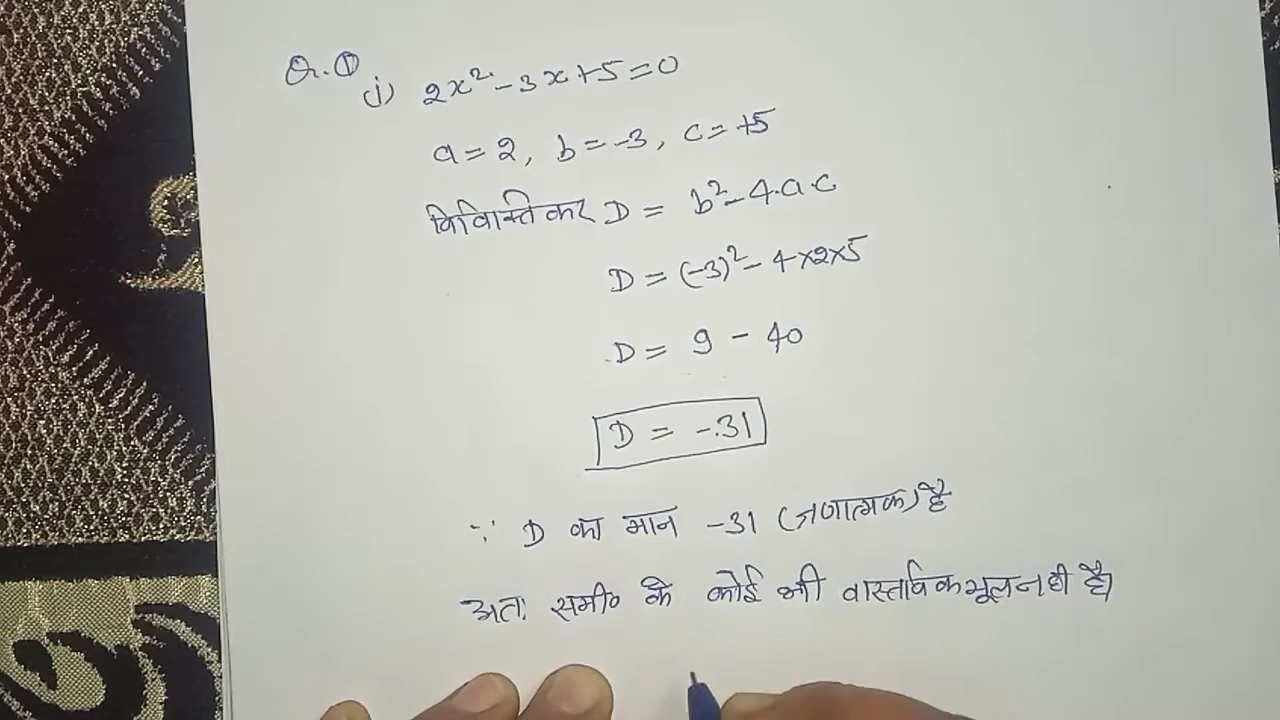 Q.① i) 2x² - 3x + 5 = 0
a = 2, b = -3, c = +5
विविक्तिकर D = b² - 4.a.c
D = (-3)² - 4×2×5
D = 9 - 40
D = -31
∵ D का मान -31 (ऋणात्मक) है
अतः समी० के कोई भी वास्तविक मूल नही है।